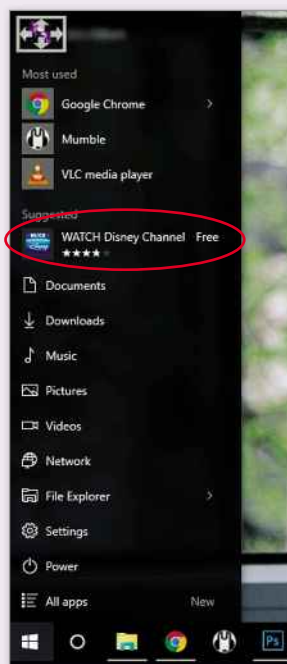 Most used
Google Chrome
Mumble
VLC media player
Suggested
WATCH Disney Channel Free
Documents
Downloads
Music
Pictures
Videos
Network
File Explorer
Settings
Power
All apps New
Ps